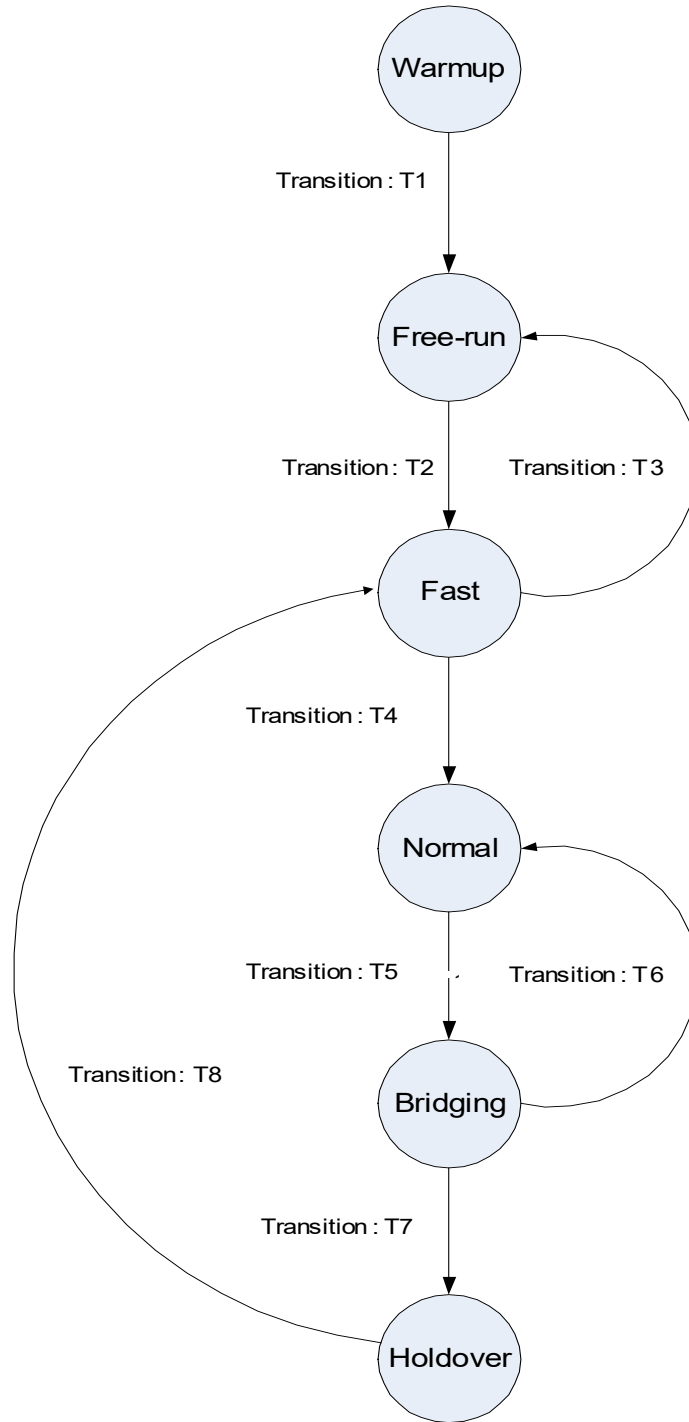 Warmup
Transition : T1
Free-run
Transition : T2
Transition : T3
Fast
Transition : T4
Normal
Transition : T5
Transition : T6
Transition : T8
Bridging
Transition : T7
Holdover